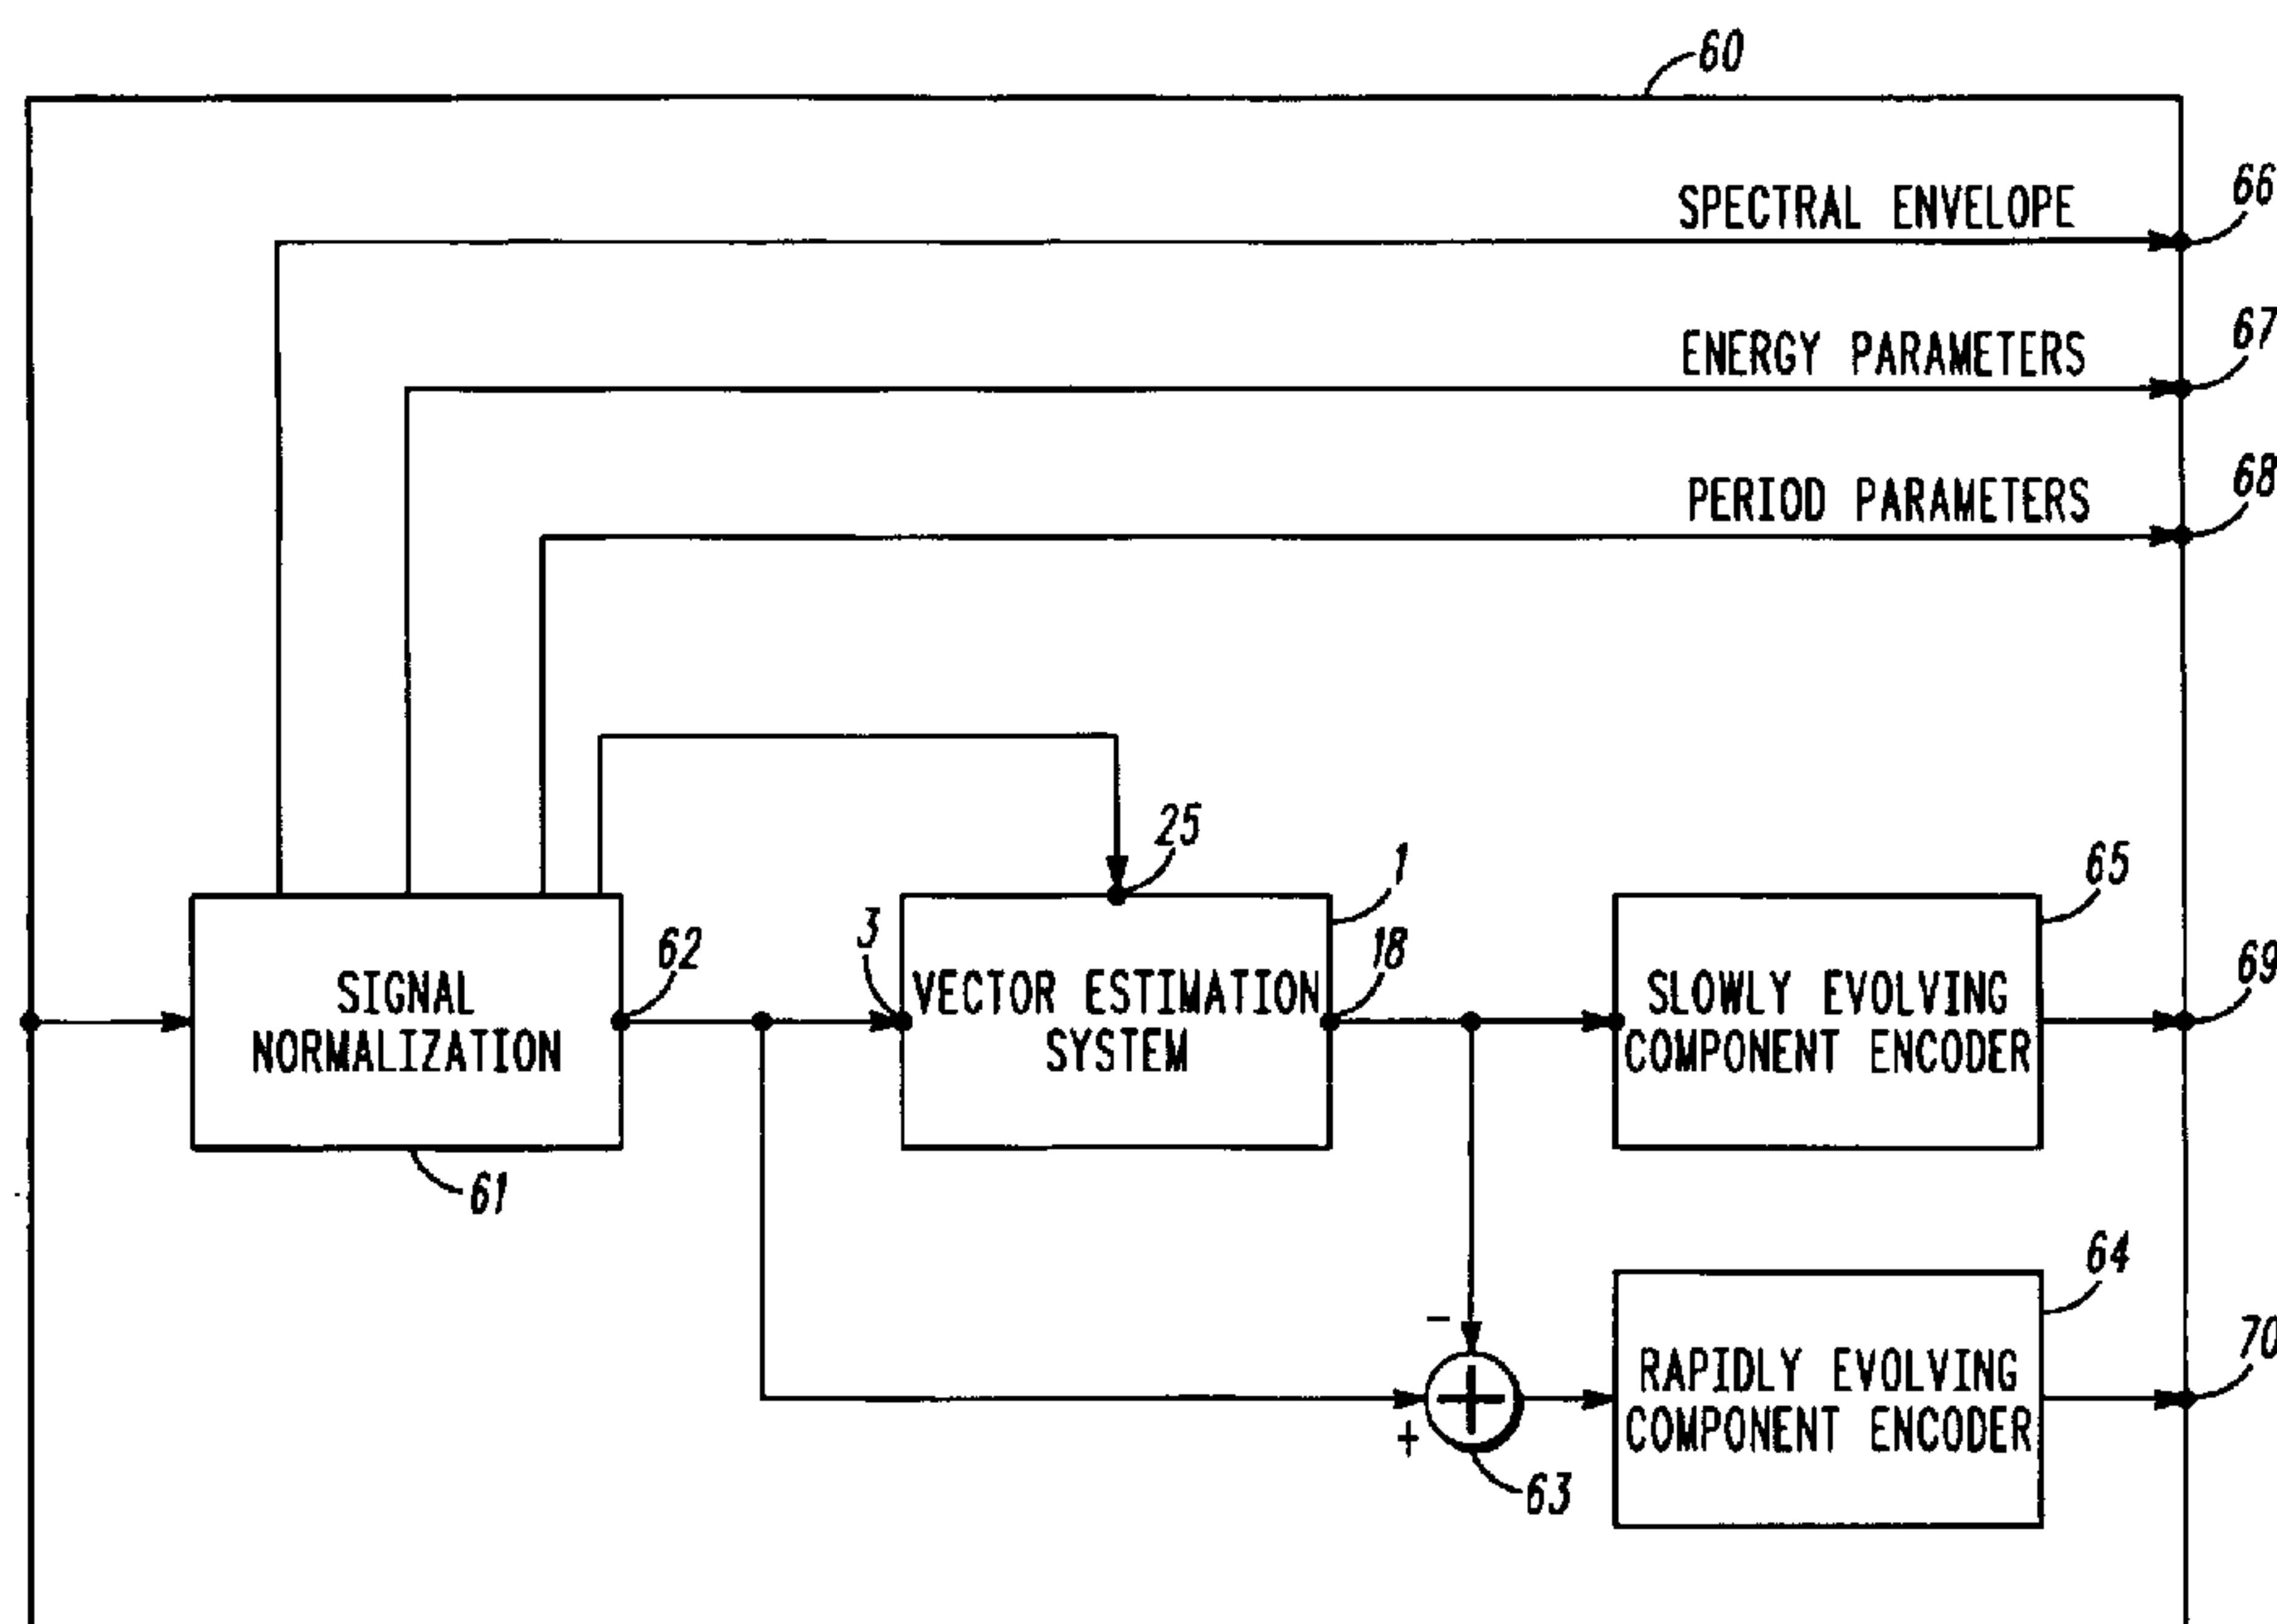 60
SPECTRAL ENVELOPE
66
ENERGY PARAMETERS
67
PERIOD PARAMETERS
68
25
1
65
3
62
18
69
SIGNAL
NORMALIZATION
VECTOR ESTIMATION
SYSTEM
SLOWLY EVOLVING
COMPONENT ENCODER
61
64
-
70
RAPIDLY EVOLVING
COMPONENT ENCODER
+
+
63